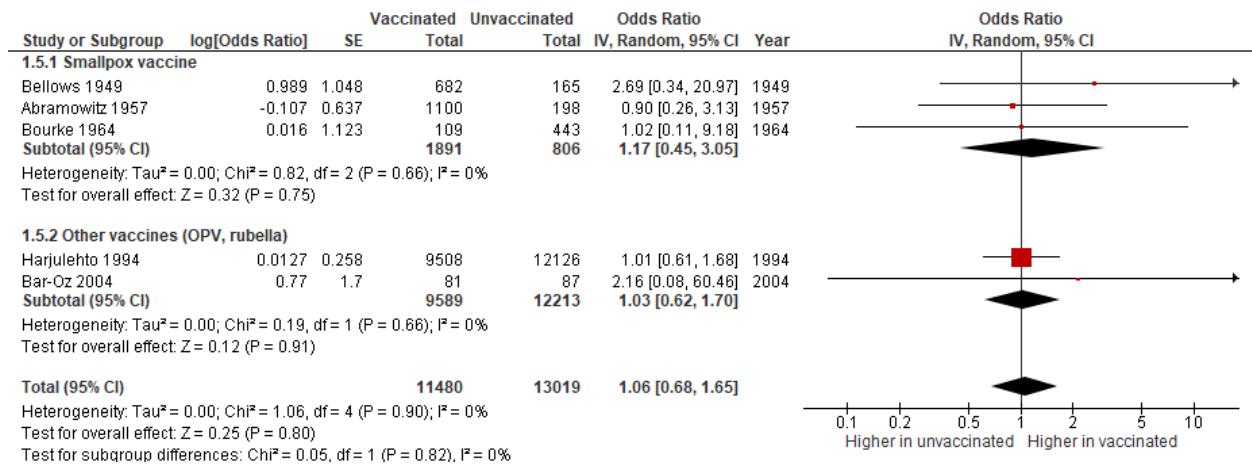 Vaccinated Unvaccinated Odds Ratio Odds Ratio
Study or Subgroup log[Odds Ratio] SE Total Total IV, Random, 95% CI Year IV, Random, 95% CI
1.5.1 Smallpox vaccine
Bellows 1949 0.989 1.048 682 165 2.69 [0.34, 20.97] 1949
Abramowitz 1957 -0.107 0.637 1100 198 0.90 [0.26, 3.13] 1957
Bourke 1964 0.016 1.123 109 443 1.02 [0.11, 9.18] 1964
Subtotal (95% CI) 1891 806 1.17 [0.45, 3.05]
Heterogeneity: Tau² = 0.00; Chi² = 0.82, df = 2 (P = 0.66); I² = 0%
Test for overall effect: Z = 0.32 (P = 0.75)
1.5.2 Other vaccines (OPV, rubella)
Harjulehto 1994 0.0127 0.258 9508 12126 1.01 [0.61, 1.68] 1994
Bar-Oz 2004 0.77 1.7 81 87 2.16 [0.08, 60.46] 2004
Subtotal (95% CI) 9589 12213 1.03 [0.62, 1.70]
Heterogeneity: Tau² = 0.00; Chi² = 0.19, df = 1 (P = 0.66); I² = 0%
Test for overall effect: Z = 0.12 (P = 0.91)
Total (95% CI) 11480 13019 1.06 [0.68, 1.65]
Heterogeneity: Tau² = 0.00; Chi² = 1.06, df = 4 (P = 0.90); I² = 0%
Test for overall effect: Z = 0.25 (P = 0.80)
Test for subgroup differences: Chi² = 0.05, df = 1 (P = 0.82), I² = 0%
0.1 0.2 0.5 1 2 5 10
Higher in unvaccinated Higher in vaccinated